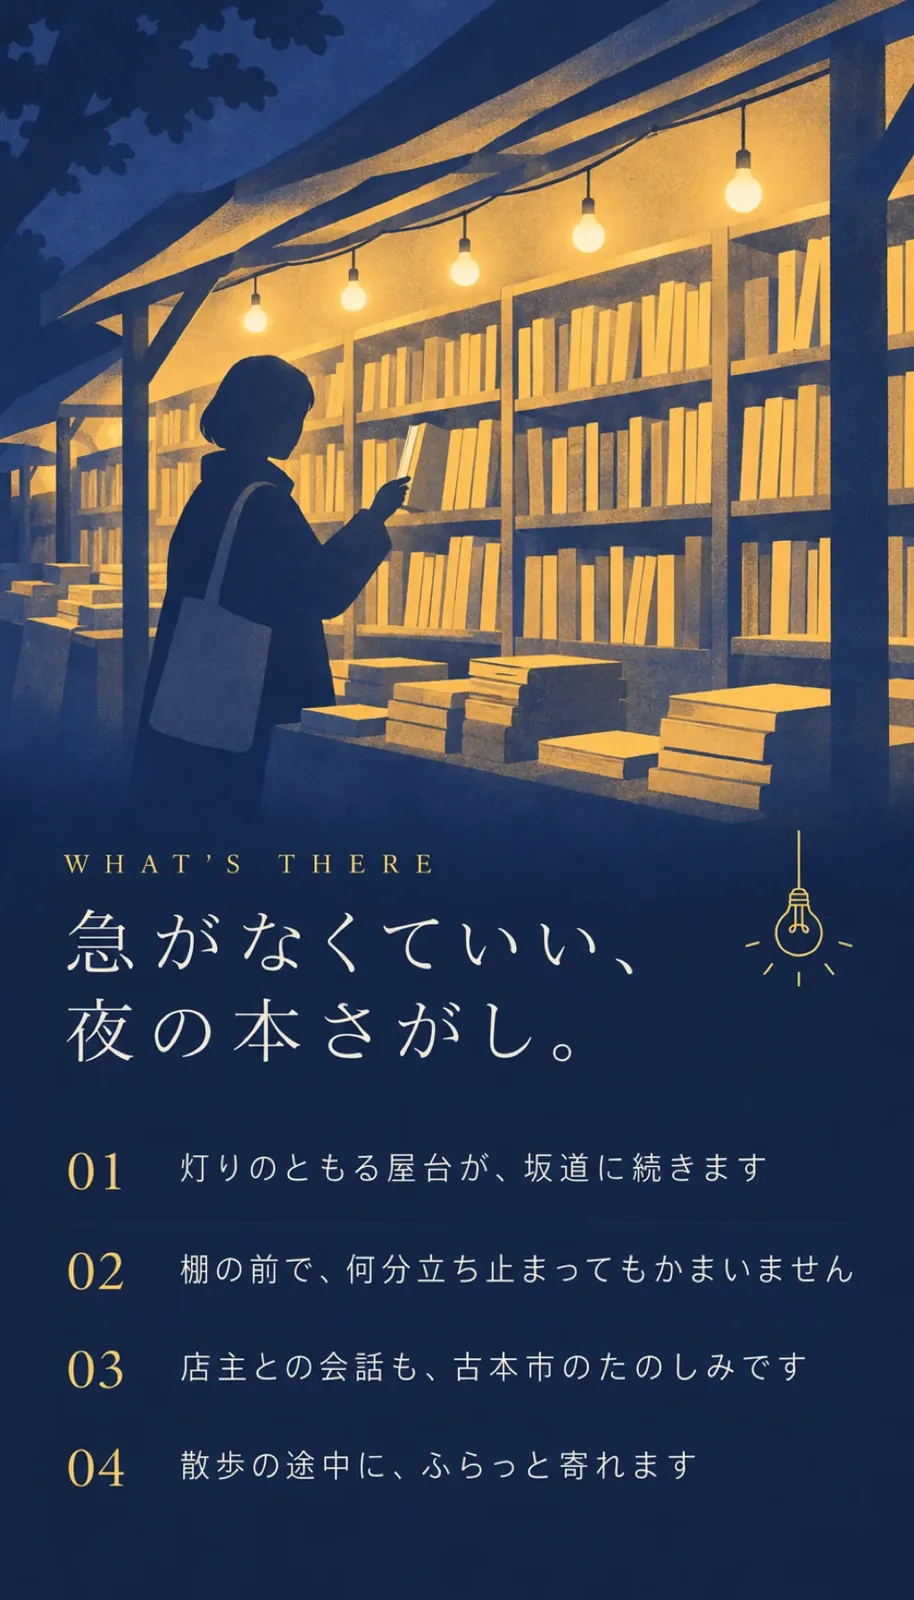 WHAT'S THERE
急がなくていい、
夜の本さがし。
01 灯りのともる屋台が、坂道に続きます
02 棚の前で、何分立ち止まってもかまいません
03 店主との会話も、古本市のたのしみです
04 散歩の途中に、ふらっと寄れます